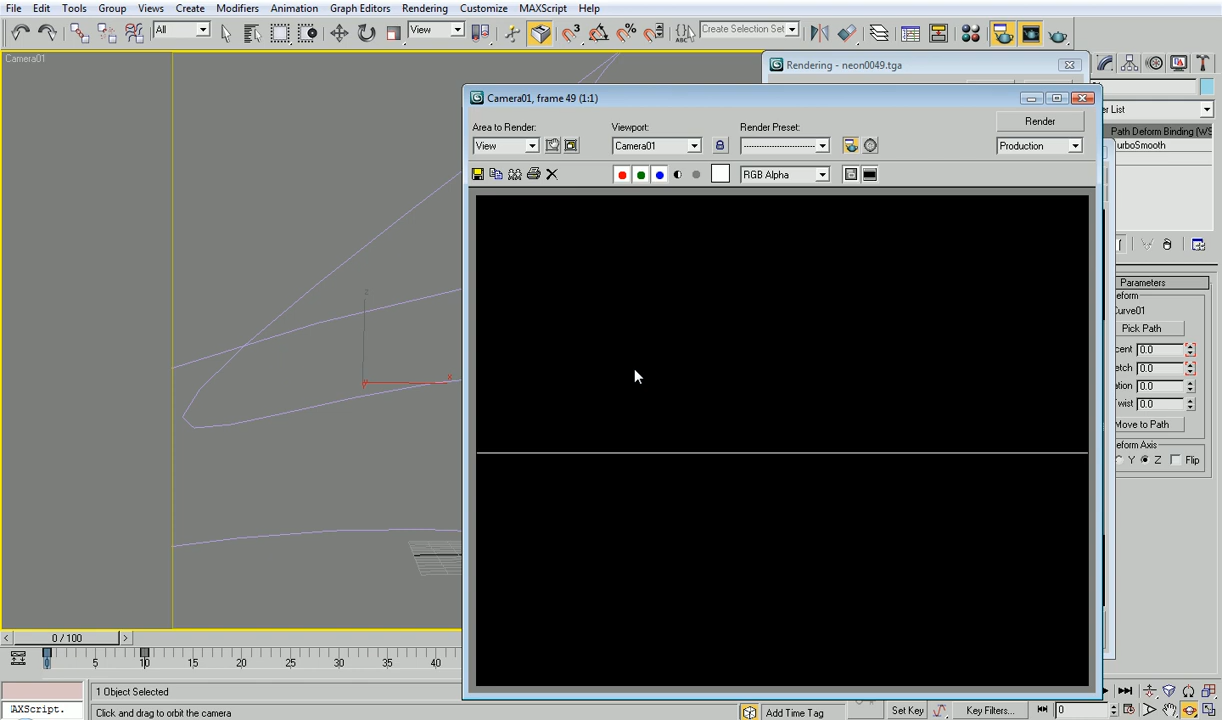 File Edit Tools Group Views Create Modifiers Animation Graph Editors Rendering Customize MAXScript Help
All View Create Selection Set
Camera01
Rendering - neon0049.tga
Camera01, frame 49 (1:1)
Area to Render: Viewport: Render Preset: Render
View Camera01 Production
RGB Alpha
er List
Path Deform Binding (WS
urboSmooth
Parameters
eform
urve01
Pick Path
cent 0.0
etch 0.0
ation 0.0
wist 0.0
Move to Path
eform Axis
Y Z Flip
z
y x
0 / 100
0 5 10 15 20 25 30 35 40
1 Object Selected
AXScript. Click and drag to orbit the camera Add Time Tag Set Key Key Filters... 0